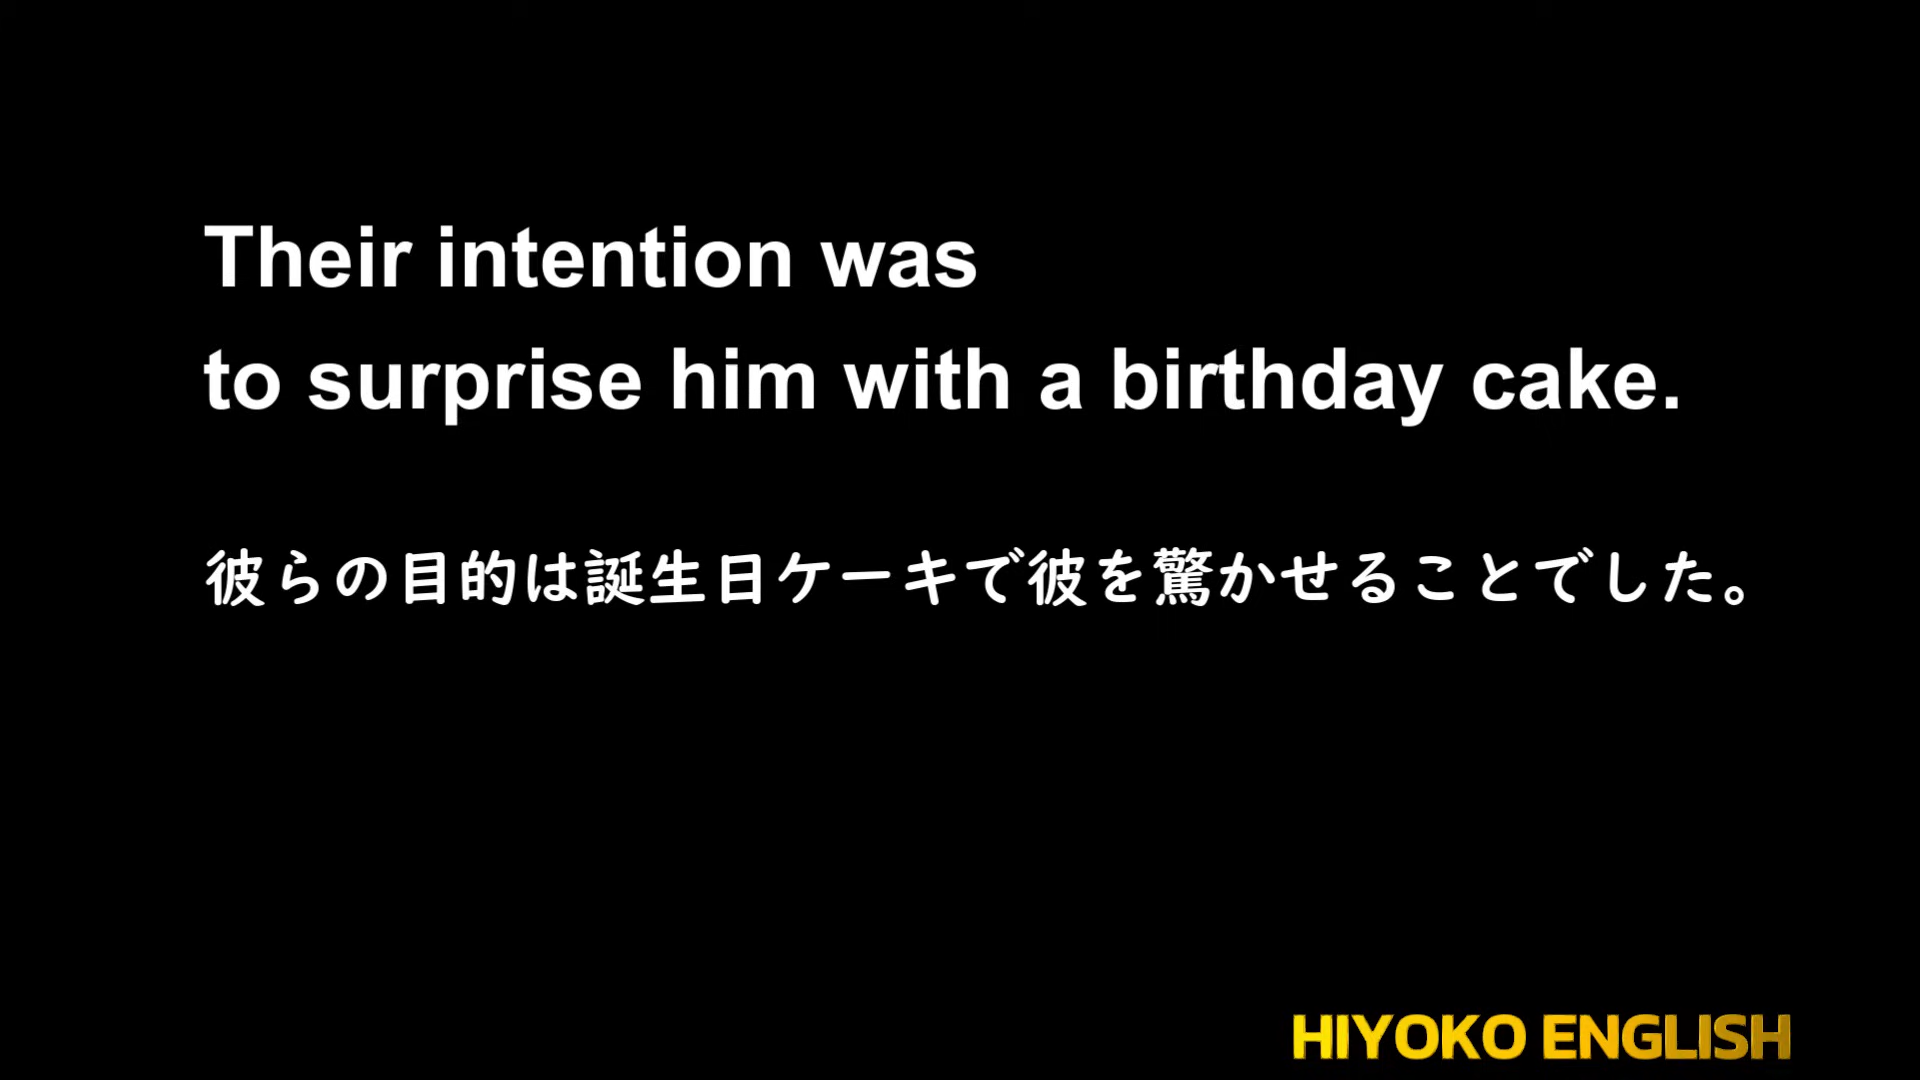 Their intention was
to surprise him with a birthday cake.
彼らの目的は誕生日ケーキで彼を驚かせることでした。
HIYOKO ENGLISH